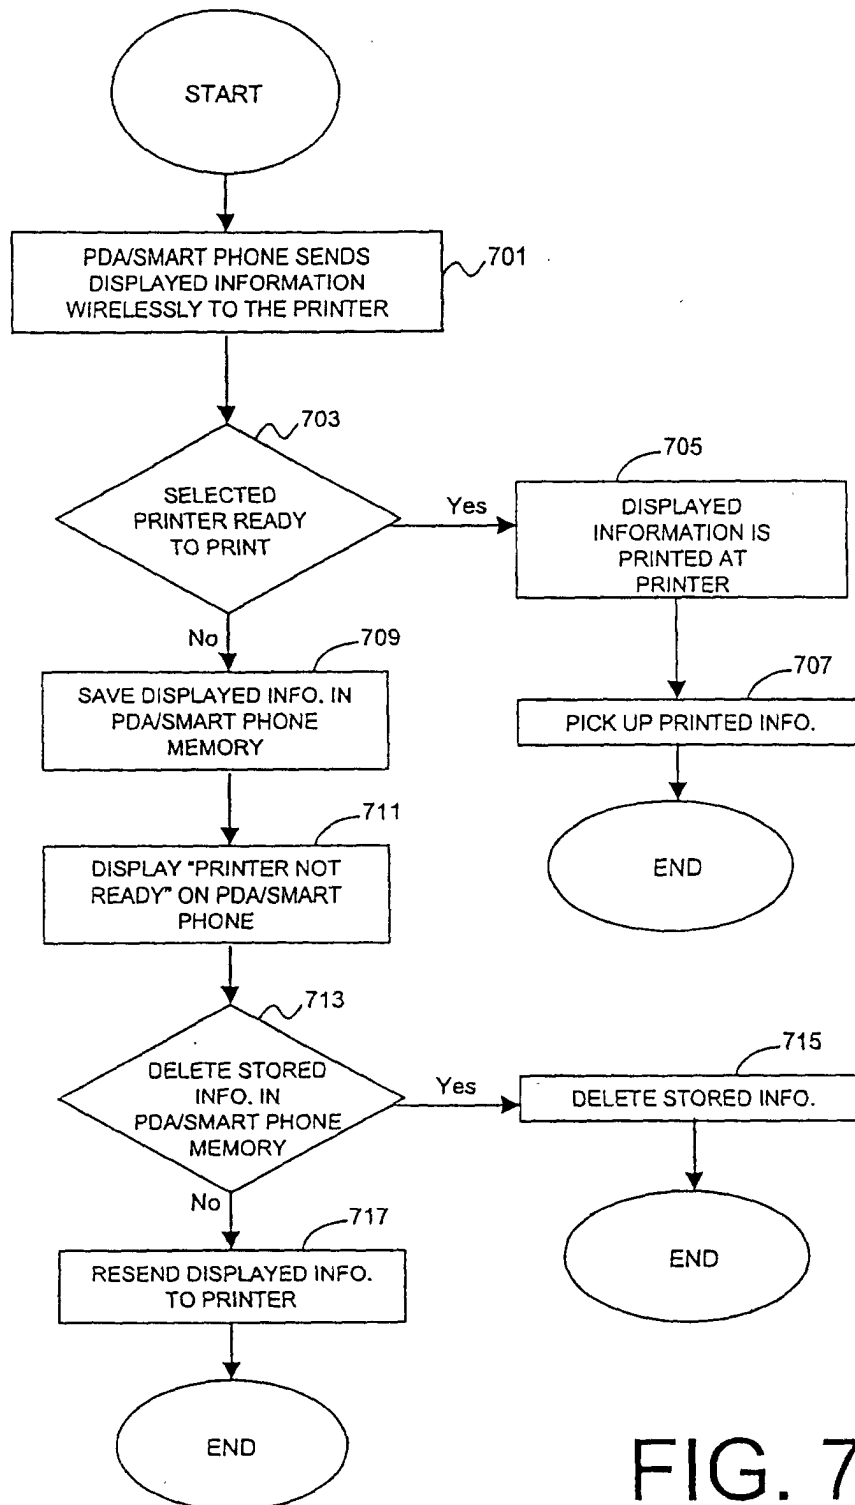 START
PDA/SMART PHONE SENDS
DISPLAYED INFORMATION
WIRELESSLY TO THE PRINTER
701
703
SELECTED
PRINTER READY
TO PRINT
Yes
705
DISPLAYED
INFORMATION IS
PRINTED AT
PRINTER
No
709
SAVE DISPLAYED INFO. IN
PDA/SMART PHONE
MEMORY
707
PICK UP PRINTED INFO.
END
711
DISPLAY "PRINTER NOT
READY" ON PDA/SMART
PHONE
713
DELETE STORED
INFO. IN
PDA/SMART PHONE
MEMORY
Yes
715
DELETE STORED INFO.
END
No
717
RESEND DISPLAYED INFO.
TO PRINTER
END
FIG. 7